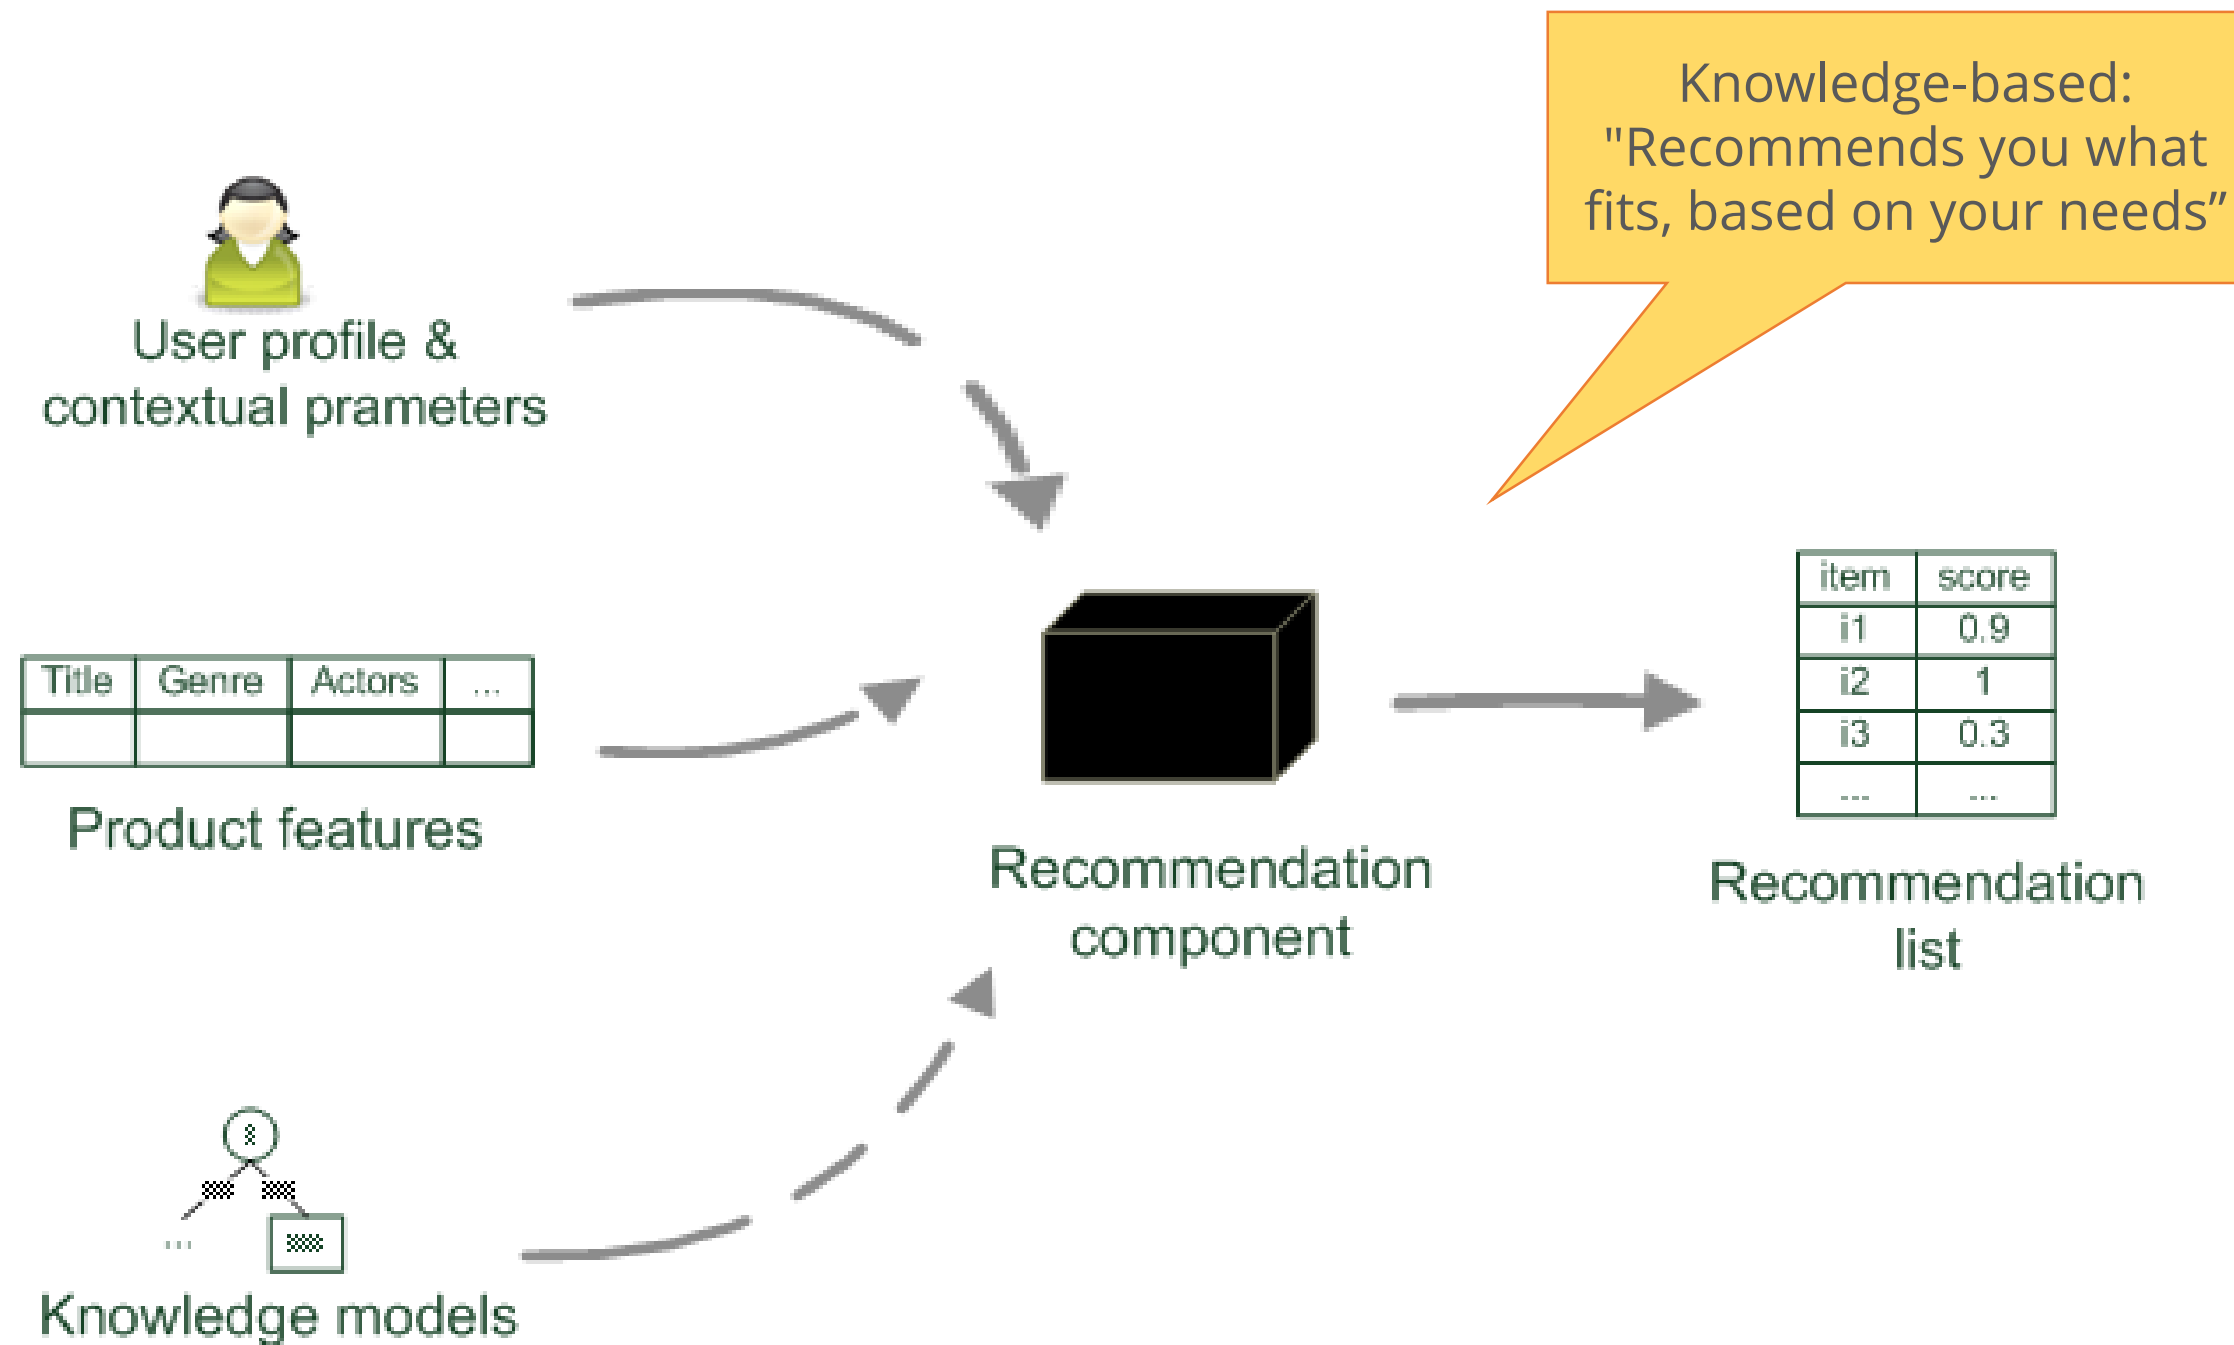 Knowledge-based:
"Recommends you what
fits, based on your needs”
User profile &
contextual prameters
Title Genre Actors ...
Product features
Knowledge models
Recommendation
component
item score
i1 0.9
i2 1
i3 0.3
... ...
Recommendation
list
...